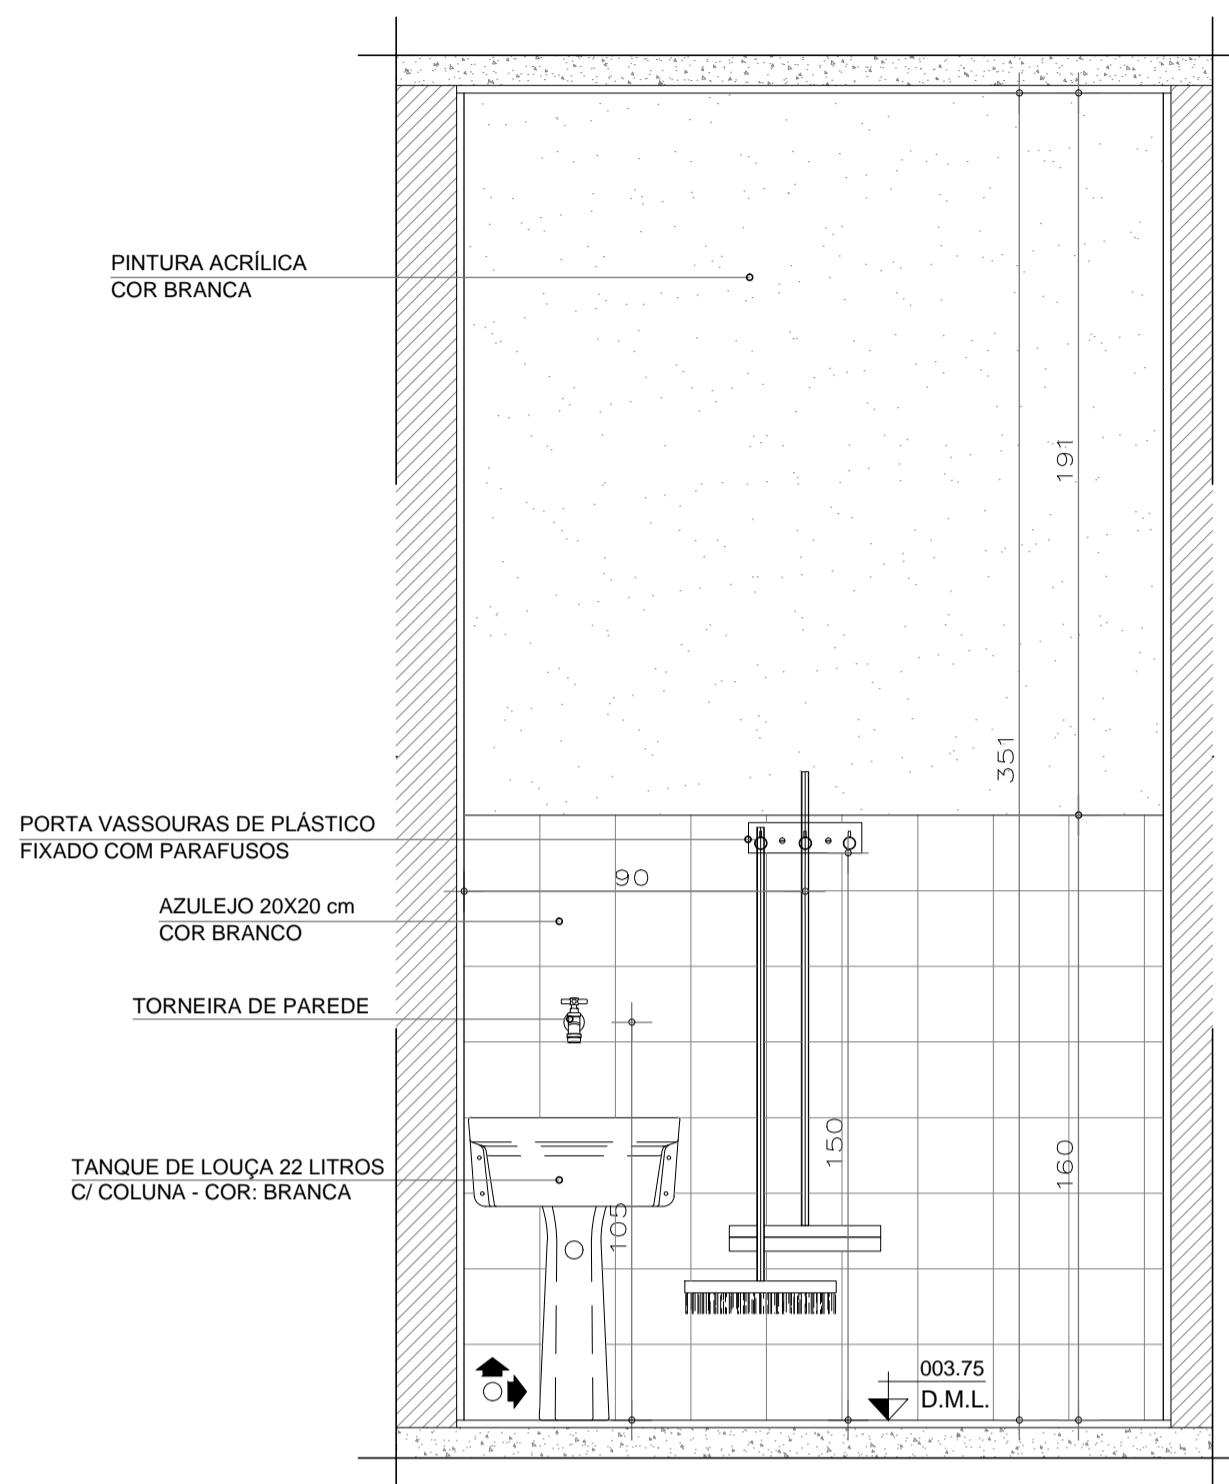 PINTURA ACRÍLICA
COR BRANCA
191
351
PORTA VASSOURAS DE PLÁSTICO
FIXADO COM PARAFUSOS
90
AZULEJO 20X20 cm
COR BRANCO
TORNEIRA DE PAREDE
150
160
TANQUE DE LOUÇA 22 LITROS
C/ COLUNA - COR: BRANCA
105
003.75
D.M.L.